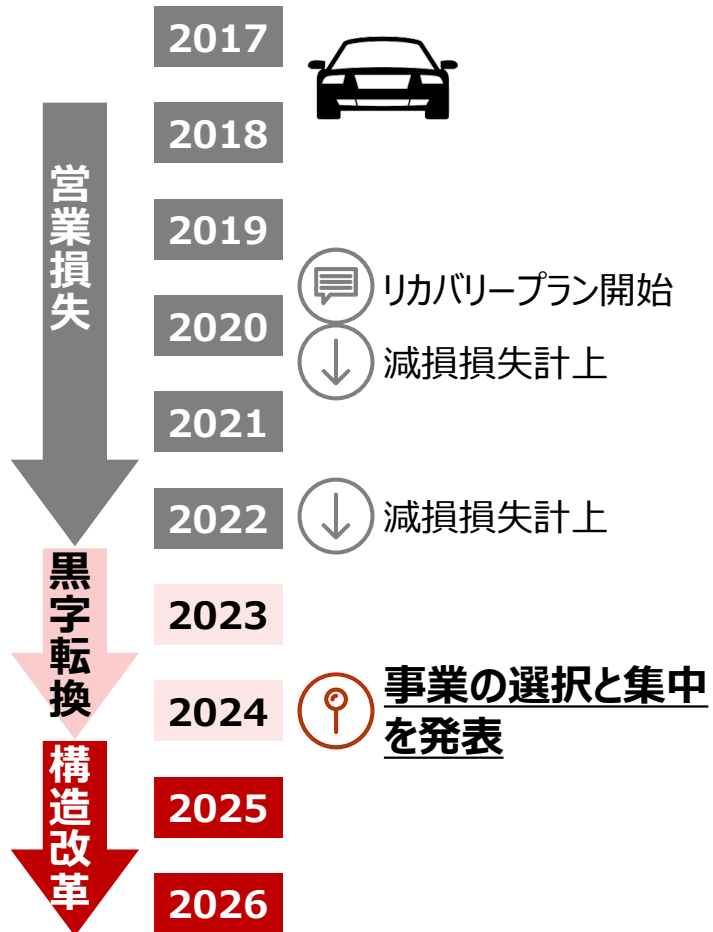 2017
2018
営業損失
2019
リカバリープラン開始
2020
減損損失計上
2021
2022
減損損失計上
黒字転換
2023
2024
事業の選択と集中
を発表
構造改革
2025
2026